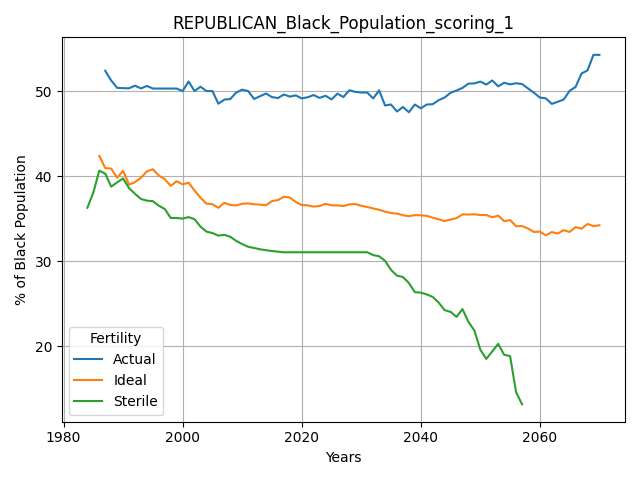 REPUBLICAN_Black_Population_scoring_1
% of Black Population
50
40
30
20
Fertility
Actual
Ideal
Sterile
1980
2000
2020
2040
2060
Years